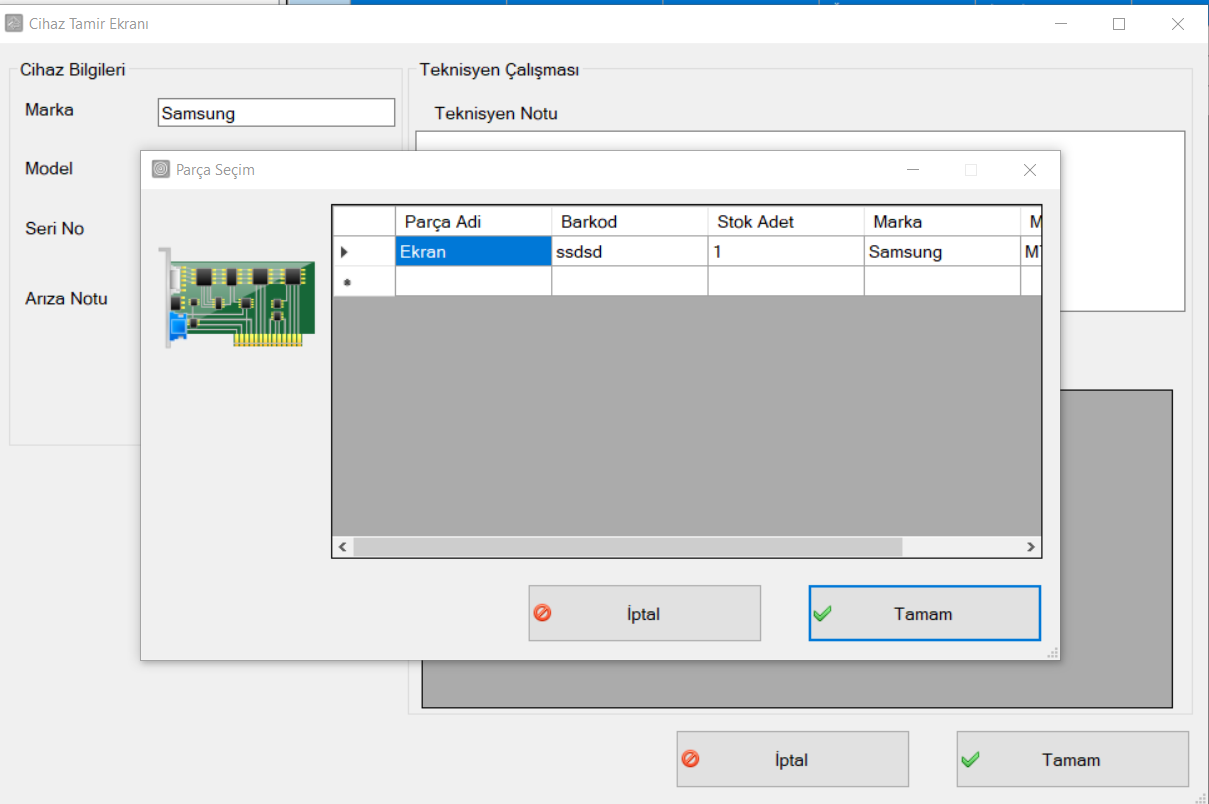 Cihaz Tamir Ekranı
Cihaz Bilgileri
Marka
Samsung
Model
Seri No
Arıza Notu
Teknisyen Çalışması
Teknisyen Notu
Parça Seçim
Parça Adi Barkod Stok Adet Marka
Ekran ssdsd 1 Samsung
İptal
Tamam
İptal
Tamam